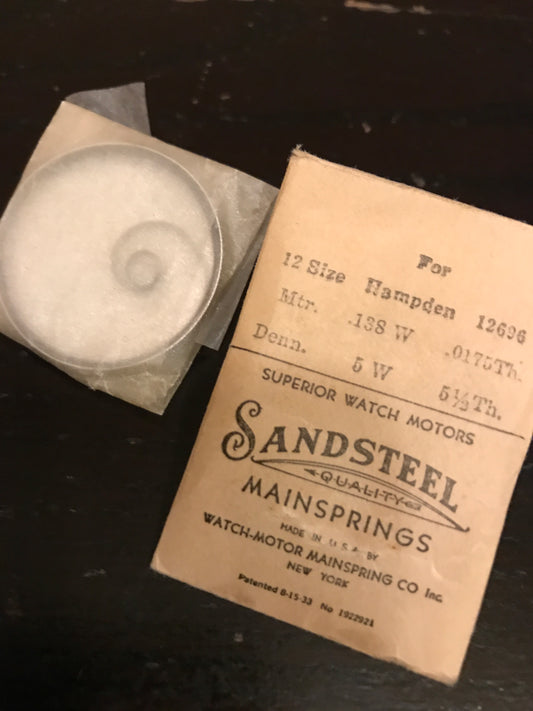 For
12 Size Hampden 12696
Mtr. .138 W .0175Th.
Denn. 5 W 5½Th.
SUPERIOR WATCH MOTORS
SANDSTEEL
QUALITY
MAINSPRINGS
MADE IN U.S.A. BY
WATCH-MOTOR MAINSPRING CO Inc.
NEW YORK
Patented 8-15-33 No 1922921